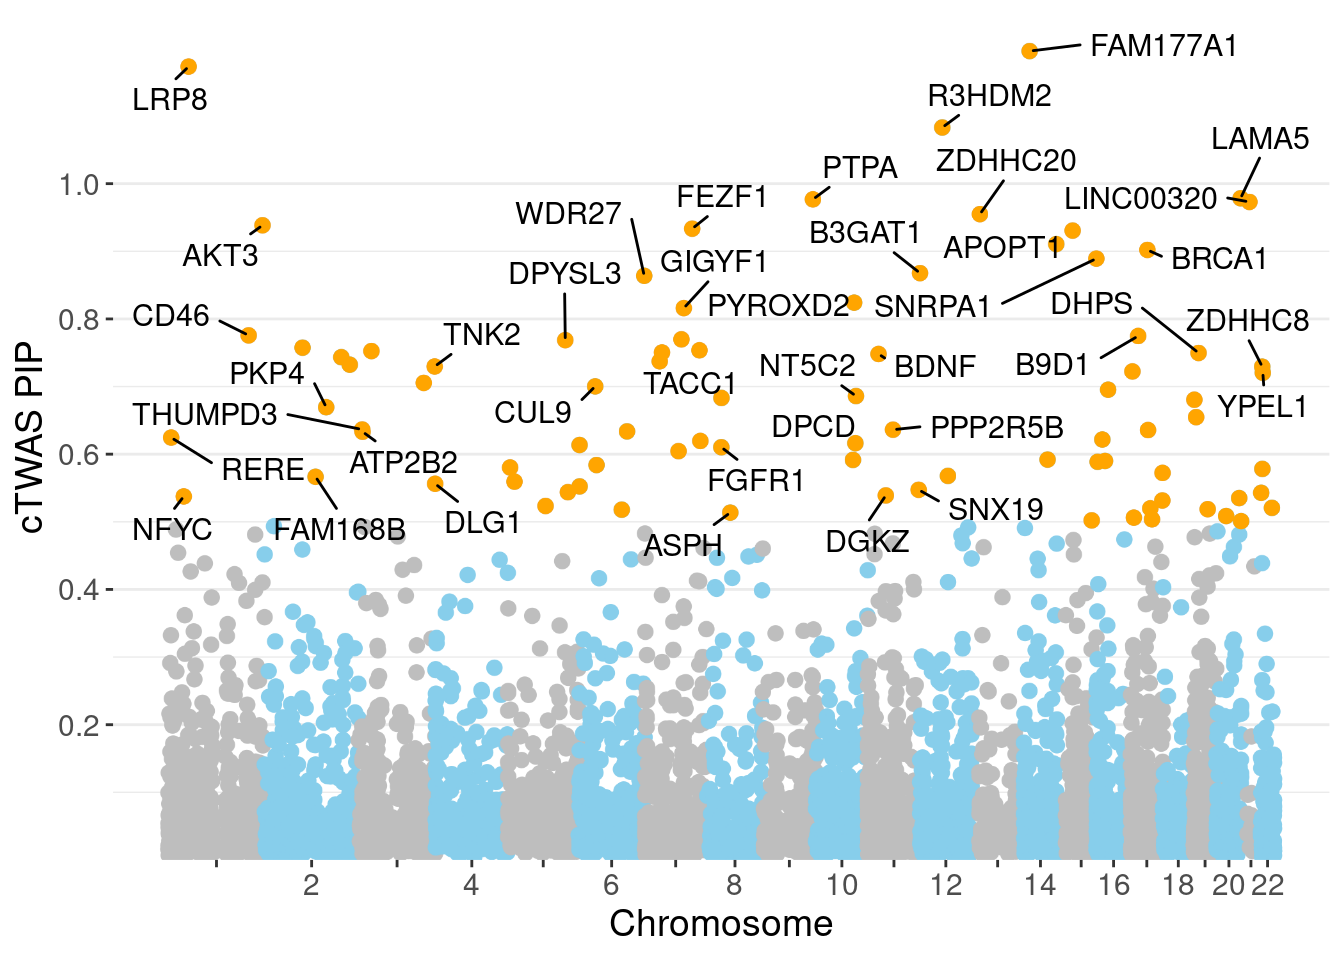 FAM177A1
LRP8
R3HDM2
LAMA5
ZDHHC20
PTPA
1.0
FEZF1
LINC00320
WDR27
B3GAT1
APOPT1
AKT3
GIGYF1
BRCA1
DPYSL3
PYROXD2
SNRPA1
DHPS
CD46
0.8
ZDHHC8
TNK2
NT5C2
BDNF
B9D1
PKP4
TACC1
YPEL1
THUMPD3
CUL9
DPCD
PPP2R5B
0.6
RERE
ATP2B2
FGFR1
SNX19
NFYC
FAM168B
DLG1
ASPH
DGKZ
0.4
0.2
cTWAS PIP
2 4 6 8 10 12 14 16 18 20 22
Chromosome